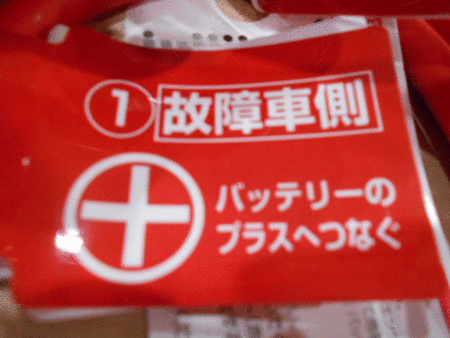 ① 故障車側
バッテリーの
プラスへつなぐ